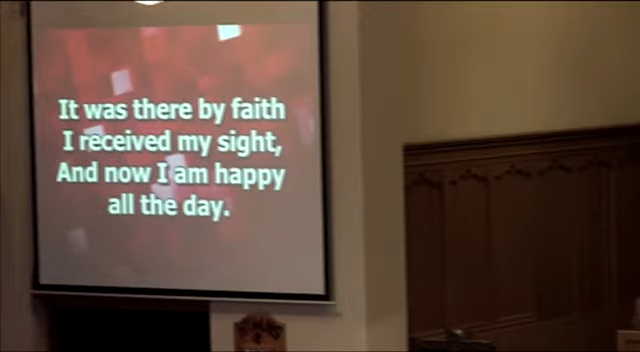 It was there by faith
I received my sight,
And now I am happy
all the day.